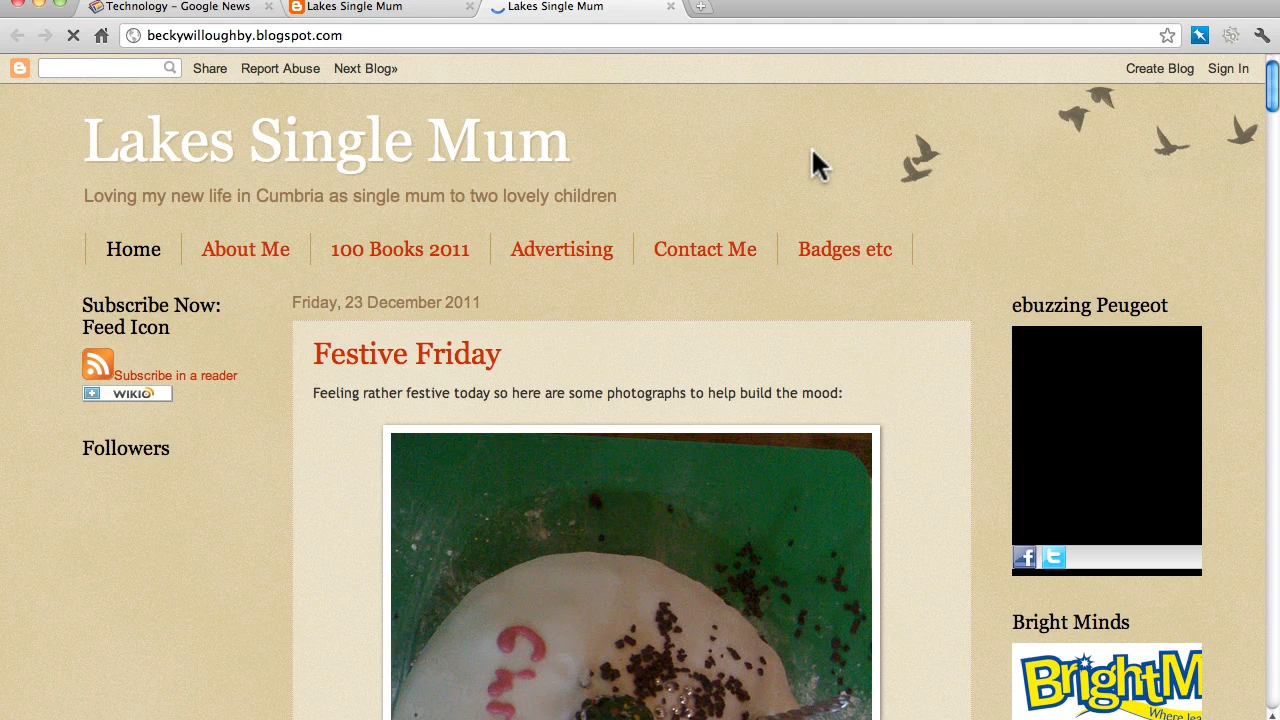 Technology - Google News
Lakes Single Mum
Lakes Single Mum
beckywilloughby.blogspot.com
Share
Report Abuse
Next Blog»
Create Blog
Sign In
Lakes Single Mum
Loving my new life in Cumbria as single mum to two lovely children
Home
About Me
100 Books 2011
Advertising
Contact Me
Badges etc
Subscribe Now:
Feed Icon
Subscribe in a reader
WIKIO
Followers
Friday, 23 December 2011
Festive Friday
Feeling rather festive today so here are some photographs to help build the mood:
ebuzzing Peugeot
Bright Minds
BrightM
Where lea